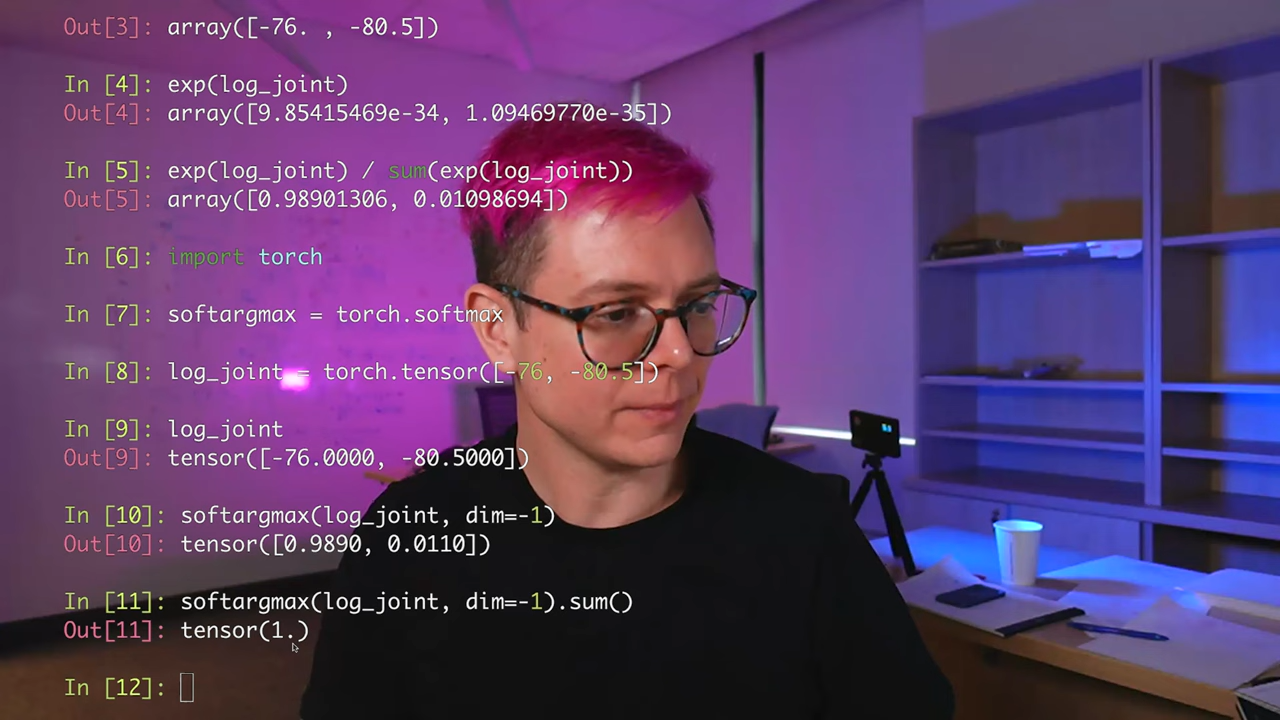 Out[3]: array([-76. , -80.5])
In [4]: exp(log_joint)
Out[4]: array([9.85415469e-34, 1.09469770e-35])
In [5]: exp(log_joint) / sum(exp(log_joint))
Out[5]: array([0.98901306, 0.01098694])
In [6]: import torch
In [7]: softargmax = torch.softmax
In [8]: log_joint = torch.tensor([-76, -80.5])
In [9]: log_joint
Out[9]: tensor([-76.0000, -80.5000])
In [10]: softargmax(log_joint, dim=-1)
Out[10]: tensor([0.9890, 0.0110])
In [11]: softargmax(log_joint, dim=-1).sum()
Out[11]: tensor(1.)
In [12]: